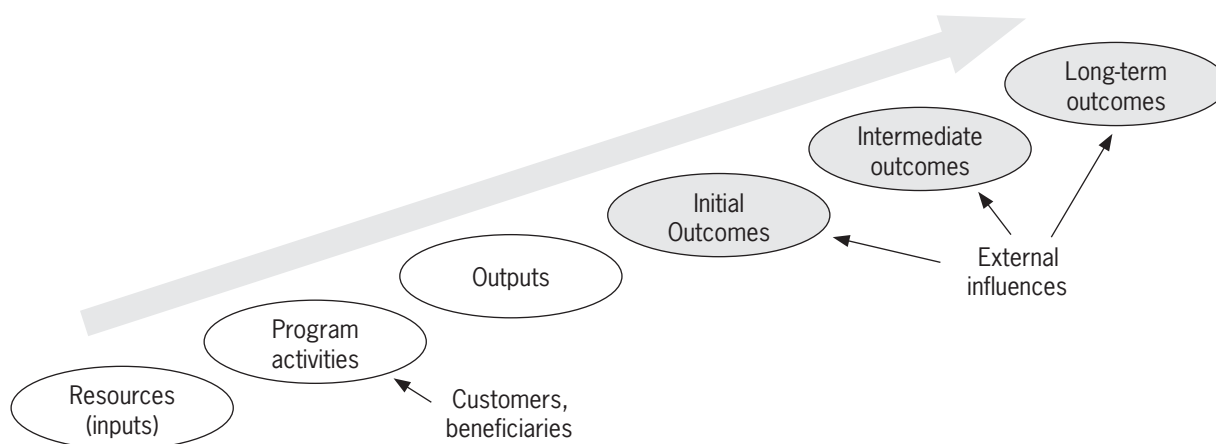 Long-term
outcomes
Intermediate
outcomes
Initial
Outcomes
External
influences
Outputs
Program
activities
Customers,
beneficiaries
Resources
(inputs)